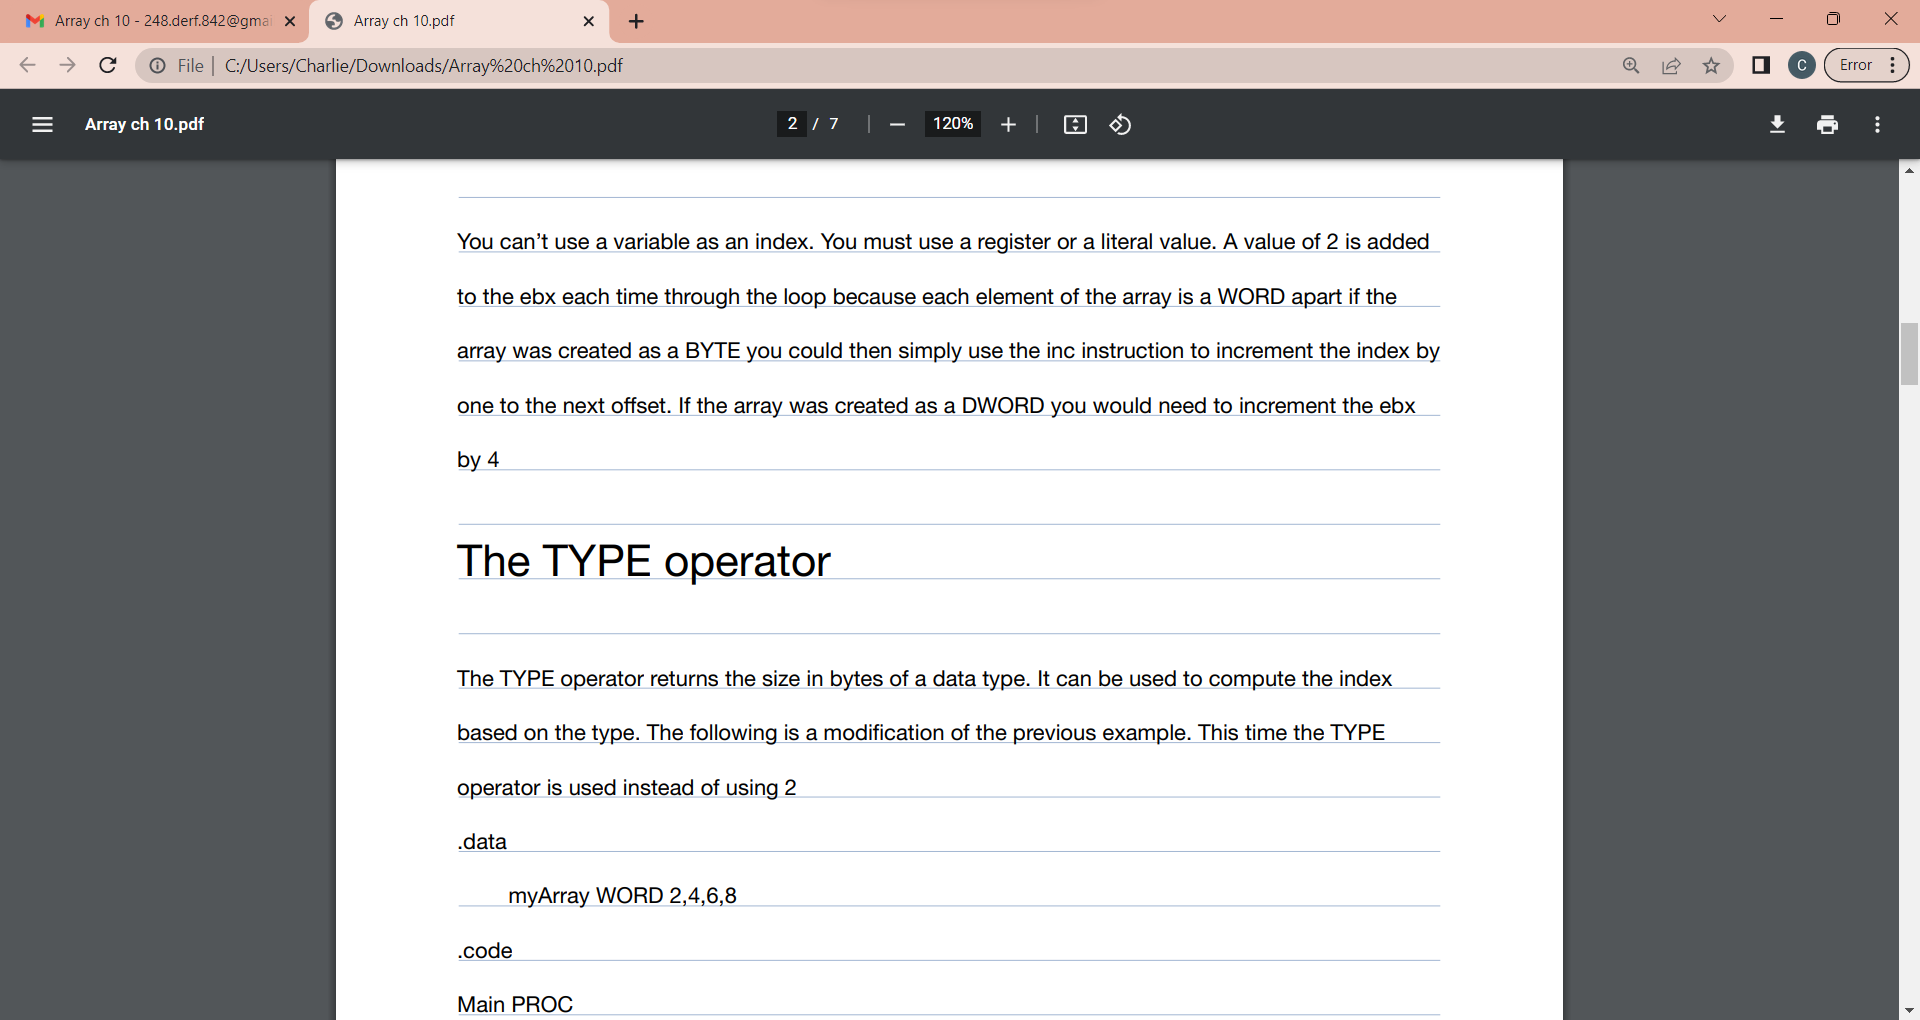 Array ch 10 - 248.derf.842@gmai
Array ch 10.pdf
File | C:/Users/Charlie/Downloads/Array%20ch%2010.pdf
C
Error
Array ch 10.pdf
2 / 7
120%
You can’t use a variable as an index. You must use a register or a literal value. A value of 2 is added
to the ebx each time through the loop because each element of the array is a WORD apart if the
array was created as a BYTE you could then simply use the inc instruction to increment the index by
one to the next offset. If the array was created as a DWORD you would need to increment the ebx
by 4
The TYPE operator
The TYPE operator returns the size in bytes of a data type. It can be used to compute the index
based on the type. The following is a modification of the previous example. This time the TYPE
operator is used instead of using 2
.data
myArray WORD 2,4,6,8
.code
Main PROC